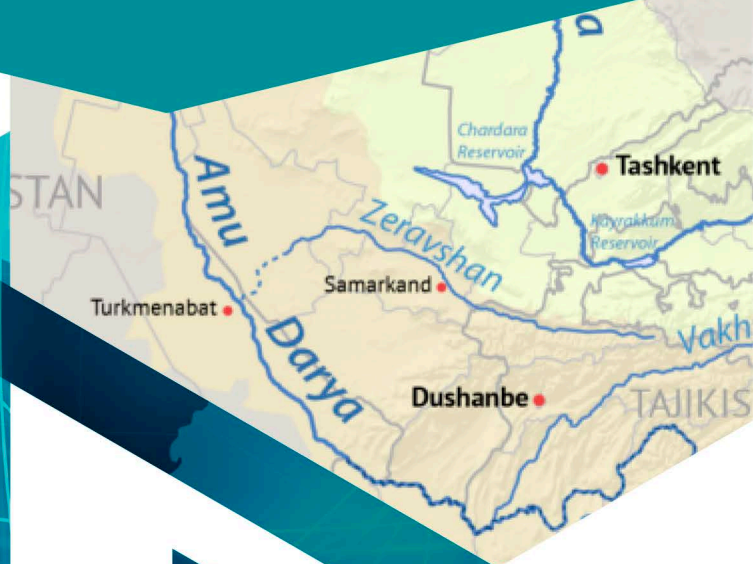 a
Chardara
Reservoir
Tashkent
STAN
Amu
Zeravshan
Kayrakkum
Reservoir
Samarkand
Turkmenabat
Darya
Vakh
Dushanbe
TAJIKIS